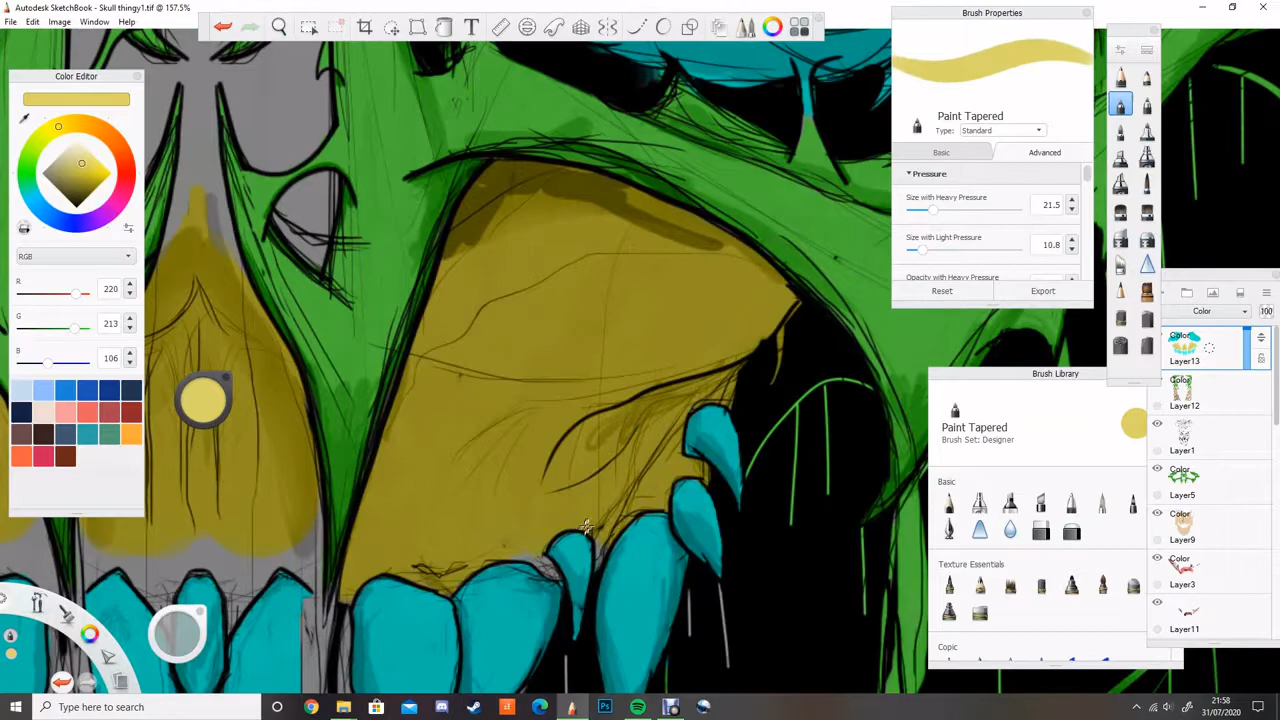 Autodesk SketchBook - Skull thingy1.tif @ 157.5%
File Edit Image Window Help
Color Editor
RGB
R 220
G 213
B 106
Brush Properties
Paint Tapered
Type: Standard
Basic Advanced
Pressure
Size with Heavy Pressure
21.5
Size with Light Pressure
10.8
Opacity with Heavy Pressure
Reset Export
Color 100
Color
Layer13
Color
Layer12
Layer1
Color
Layer5
Color
Layer9
Color
Layer3
Layer11
Brush Library
Paint Tapered
Brush Set: Designer
Basic
Texture Essentials
Copic
Type here to search
Ps
21:58
31/07/2020